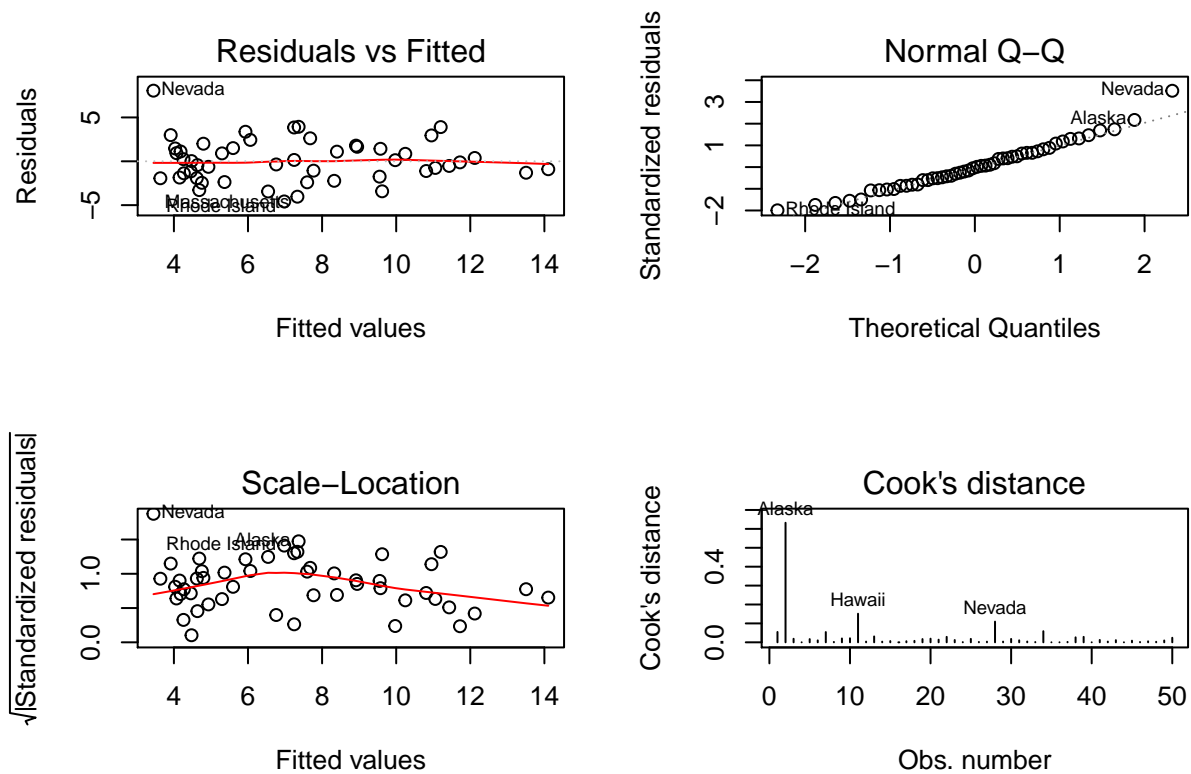 Residuals vs Fitted
Residuals
5
−5
Nevada
Massachusetts
Rhode Island
4 6 8 10 12 14
Fitted values
Normal Q−Q
Standardized residuals
3
1
−2
Nevada
Alaska
Rhode Island
−2 −1 0 1 2
Theoretical Quantiles
Scale−Location
√|Standardized residuals|
1.0
0.0
Nevada
Alaska
Rhode Island
4 6 8 10 12 14
Fitted values
Cook's distance
Cook's distance
0.4
0.0
Alaska
Hawaii
Nevada
0 10 20 30 40 50
Obs. number